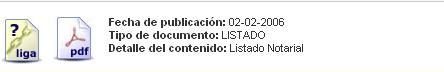 ?
liga
pdf
Fecha de publicación: 02-02-2006
Tipo de documento: LISTADO
Detalle del contenido: Listado Notarial